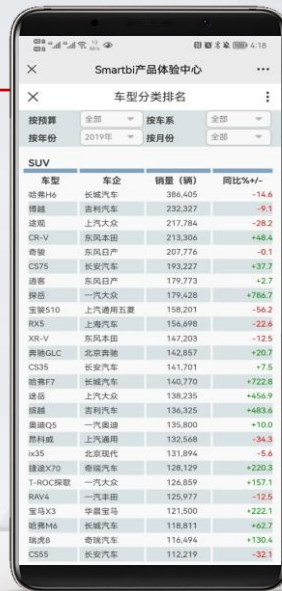 4:18
Smartbi产品体验中心
车型分类排名
按预算 全部 按车系 全部
按年份 2019年 按月份 全部
SUV
车型 车企 销量（辆） 同比%+/-
哈弗H6 长城汽车 386,405 -14.6
博越 吉利汽车 232,327 -9.1
途观 上汽大众 217,784 -28.2
CR-V 东风本田 213,306 +48.4
奇骏 东风日产 207,776 -0.1
CS75 长安汽车 193,227 +37.7
逍客 东风日产 179,773 +2.7
探岳 一汽大众 179,428 +786.7
宝骏510 上汽通用五菱 158,201 -56.2
RX5 上海汽车 156,698 -22.6
XR-V 东风本田 147,203 -12.5
奔驰GLC 北京奔驰 142,857 +20.7
CS35 长安汽车 141,701 +7.5
哈弗F7 长城汽车 140,770 +722.8
途岳 上汽大众 138,235 +456.9
缤越 吉利汽车 136,325 +483.6
奥迪Q5 一汽奥迪 135,800 +10.0
昂科威 上汽通用 132,568 -34.3
ix35 北京现代 131,894 -5.6
捷途X70 奇瑞汽车 128,129 +220.3
T-ROC探歌 一汽大众 126,859 +157.1
RAV4 一汽丰田 125,977 -12.5
宝马X3 华晨宝马 121,500 +222.1
哈弗M6 长城汽车 118,811 +62.7
瑞虎8 奇瑞汽车 116,494 +130.4
CS55 长安汽车 112,219 -32.1